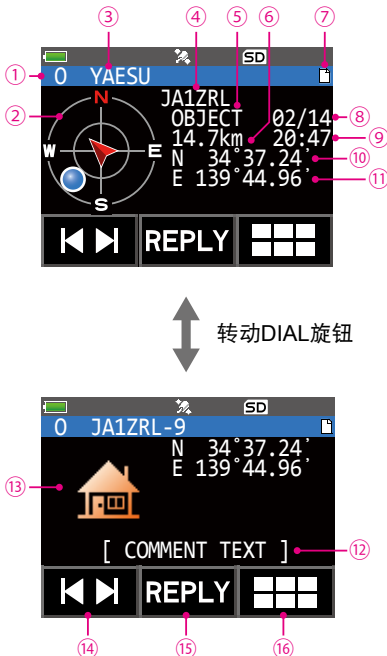 ③ ④ ⑤ ⑥ ⑦
SD
① O YAESU
② N
JA1ZRL
OBJECT 02/14 ⑧
W E 14.7km 20:47 ⑨
N 34°37.24' ⑩
E 139°44.96' ⑪
S
REPLY
转动DIAL旋钮
SD
O JA1ZRL-9
N 34°37.24'
E 139°44.96'
⑬
[ COMMENT TEXT ] ⑫
REPLY
⑭ ⑮ ⑯